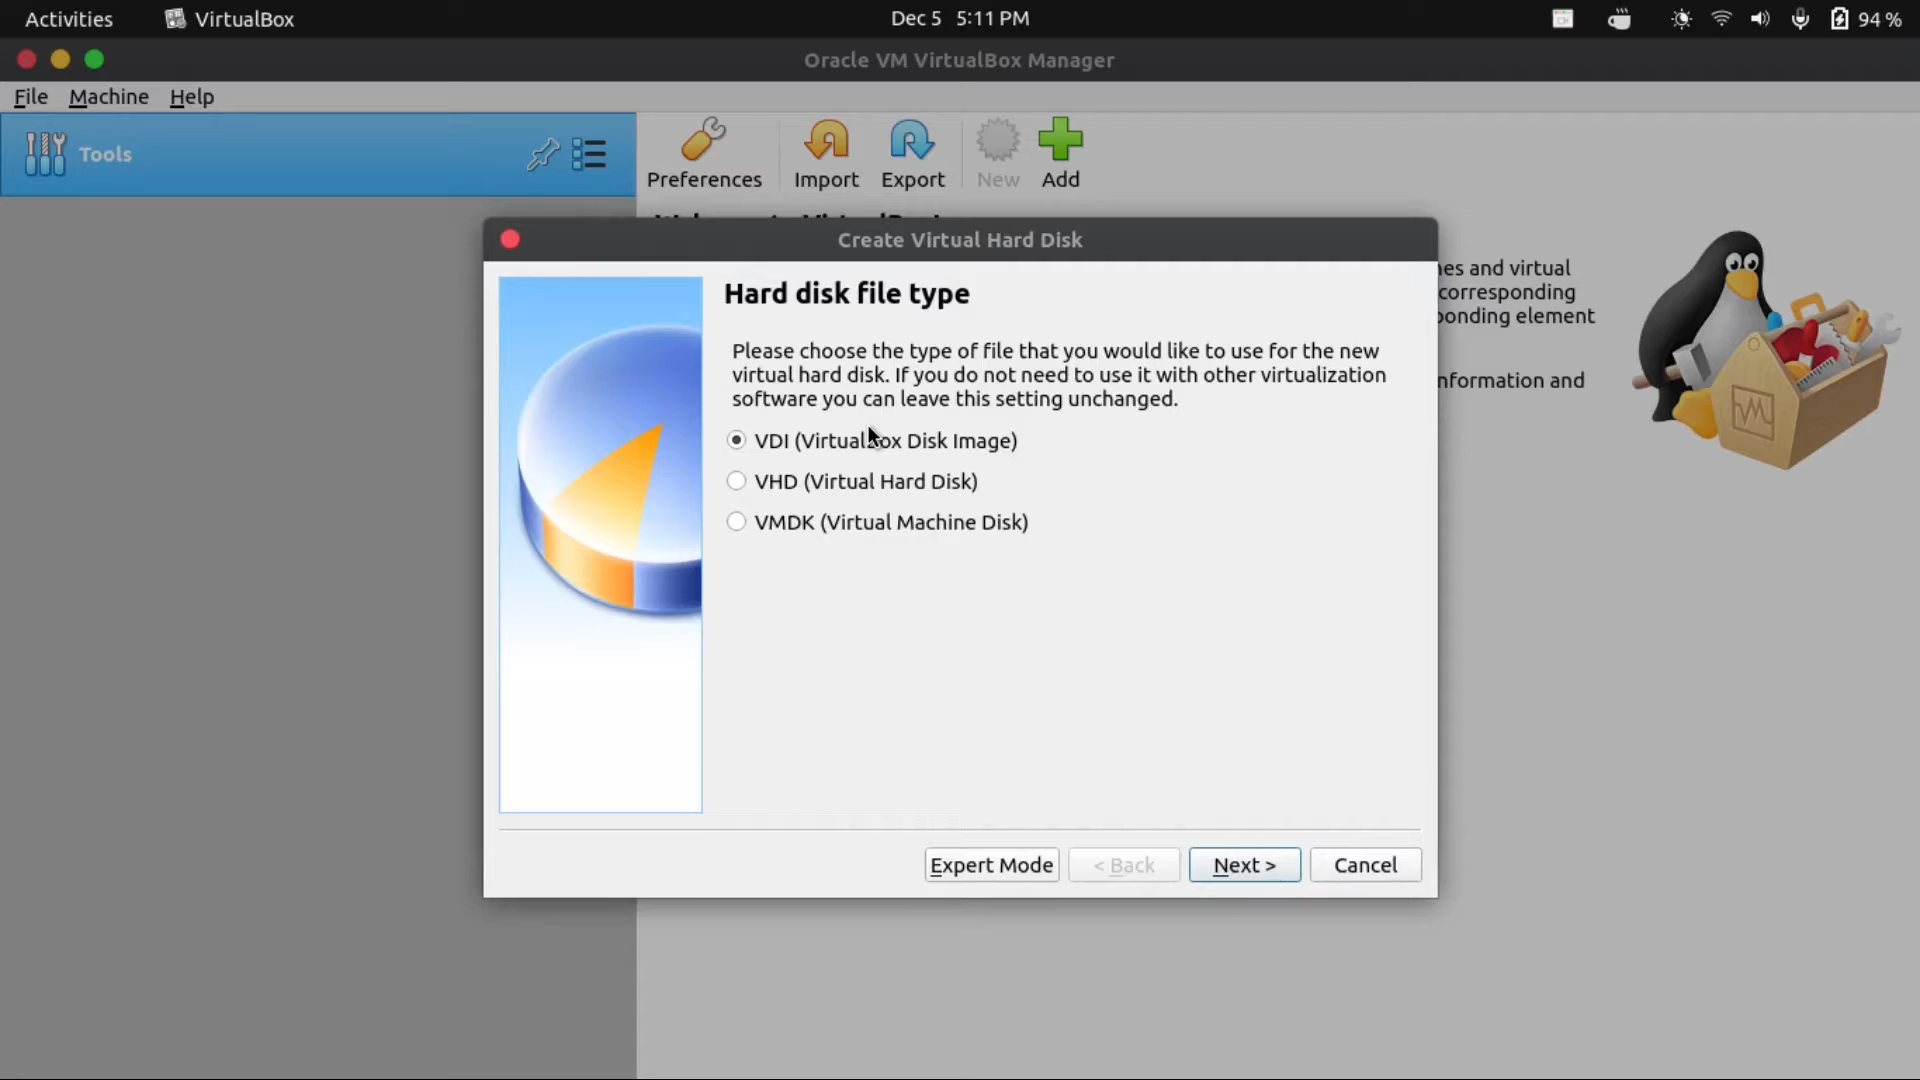 Activities VirtualBox Dec 5 5:11 PM 94 %
Oracle VM VirtualBox Manager
File Machine Help
Tools
Preferences Import Export New Add
Create Virtual Hard Disk
Hard disk file type
Please choose the type of file that you would like to use for the new
virtual hard disk. If you do not need to use it with other virtualization
software you can leave this setting unchanged.
VDI (VirtualBox Disk Image)
VHD (Virtual Hard Disk)
VMDK (Virtual Machine Disk)
Expert Mode < Back Next > Cancel
and virtual
corresponding
element
and